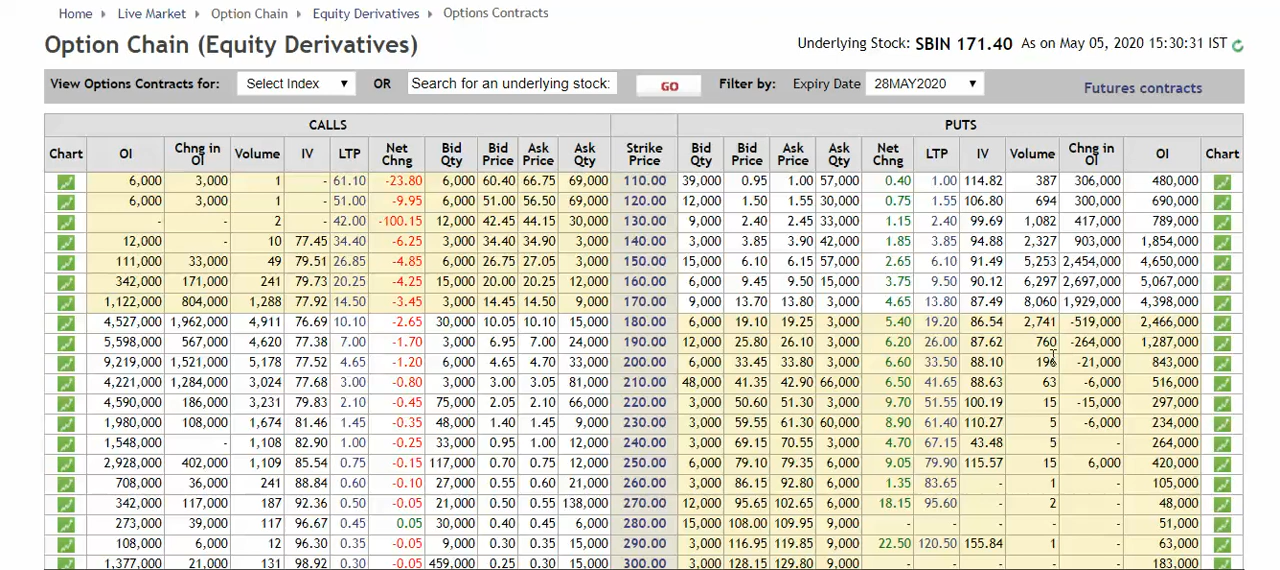 Home ▸ Live Market ▸ Option Chain ▸ Equity Derivatives ▸ Options Contracts
Option Chain (Equity Derivatives)
Underlying Stock: SBIN 171.40 As on May 05, 2020 15:30:31 IST
View Options Contracts for: Select Index OR Search for an underlying stock: GO Filter by: Expiry Date 28MAY2020 Futures contracts
CALLS PUTS
Chart OI Chng in OI Volume IV LTP Net Chng Bid Qty Bid Price Ask Price Ask Qty Strike Price Bid Qty Bid Price Ask Price Ask Qty Net Chng LTP IV Volume Chng in OI OI Chart
6,000 3,000 1 - 61.10 -23.80 6,000 60.40 66.75 69,000 110.00 39,000 0.95 1.00 57,000 0.40 1.00 114.82 387 306,000 480,000
6,000 3,000 1 - 51.00 -9.95 6,000 51.00 56.50 69,000 120.00 12,000 1.50 1.55 30,000 0.75 1.55 106.80 694 300,000 690,000
- - 2 - 42.00 -100.15 12,000 42.45 44.15 30,000 130.00 9,000 2.40 2.45 33,000 1.15 2.40 99.69 1,082 417,000 789,000
12,000 - 10 77.45 34.40 -6.25 3,000 34.40 34.90 3,000 140.00 3,000 3.85 3.90 42,000 1.85 3.85 94.88 2,327 903,000 1,854,000
111,000 33,000 49 79.51 26.85 -4.85 6,000 26.75 27.05 3,000 150.00 15,000 6.10 6.15 57,000 2.65 6.10 91.49 5,253 2,454,000 4,650,000
342,000 171,000 241 79.73 20.25 -4.25 15,000 20.00 20.25 12,000 160.00 6,000 9.45 9.50 15,000 3.75 9.50 90.12 6,297 2,697,000 5,067,000
1,122,000 804,000 1,288 77.92 14.50 -3.45 3,000 14.45 14.50 9,000 170.00 9,000 13.70 13.80 3,000 4.65 13.80 87.49 8,060 1,929,000 4,398,000
4,527,000 1,962,000 4,911 76.69 10.10 -2.65 30,000 10.05 10.10 15,000 180.00 6,000 19.10 19.25 3,000 5.40 19.20 86.54 2,741 -519,000 2,466,000
5,598,000 567,000 4,620 77.38 7.00 -1.70 3,000 6.95 7.00 24,000 190.00 12,000 25.80 26.10 3,000 6.20 26.00 87.62 760 -264,000 1,287,000
9,219,000 1,521,000 5,178 77.52 4.65 -1.20 6,000 4.65 4.70 33,000 200.00 6,000 33.45 33.80 3,000 6.60 33.50 88.10 -21,000 843,000
4,221,000 1,284,000 3,024 77.68 3.00 -0.80 3,000 3.00 3.05 81,000 210.00 48,000 41.35 42.90 66,000 6.50 41.65 88.63 63 -6,000 516,000
4,590,000 186,000 3,231 79.83 2.10 -0.45 75,000 2.05 2.10 66,000 220.00 3,000 50.60 51.30 3,000 9.70 51.55 100.19 15 -15,000 297,000
1,980,000 108,000 1,674 81.46 1.45 -0.35 48,000 1.40 1.45 9,000 230.00 3,000 59.55 61.30 60,000 8.90 61.40 110.27 5 -6,000 234,000
1,548,000 - 1,108 82.90 1.00 -0.25 33,000 0.95 1.00 12,000 240.00 3,000 69.15 70.55 3,000 4.70 67.15 43.48 5 - 264,000
2,928,000 402,000 1,109 85.54 0.75 -0.15 117,000 0.70 0.75 12,000 250.00 6,000 79.10 79.35 6,000 9.05 79.90 115.57 15 6,000 420,000
708,000 36,000 241 88.84 0.60 -0.10 27,000 0.55 0.60 21,000 260.00 3,000 86.15 92.80 6,000 1.35 83.65 - 1 - 105,000
342,000 117,000 187 92.36 0.50 -0.05 21,000 0.50 0.55 138,000 270.00 12,000 95.65 102.65 6,000 18.15 95.60 - 2 - 48,000
273,000 39,000 117 96.67 0.45 0.05 30,000 0.40 0.45 6,000 280.00 15,000 108.00 109.95 9,000 - - - - - 51,000
108,000 6,000 12 96.30 0.35 -0.05 9,000 0.30 0.35 15,000 290.00 3,000 116.95 119.85 9,000 22.50 120.50 155.84 1 - 63,000
1,377,000 21,000 131 98.92 0.30 -0.05 459,000 0.25 0.30 15,000 300.00 3,000 128.15 129.80 9,000 - - - - - 183,000